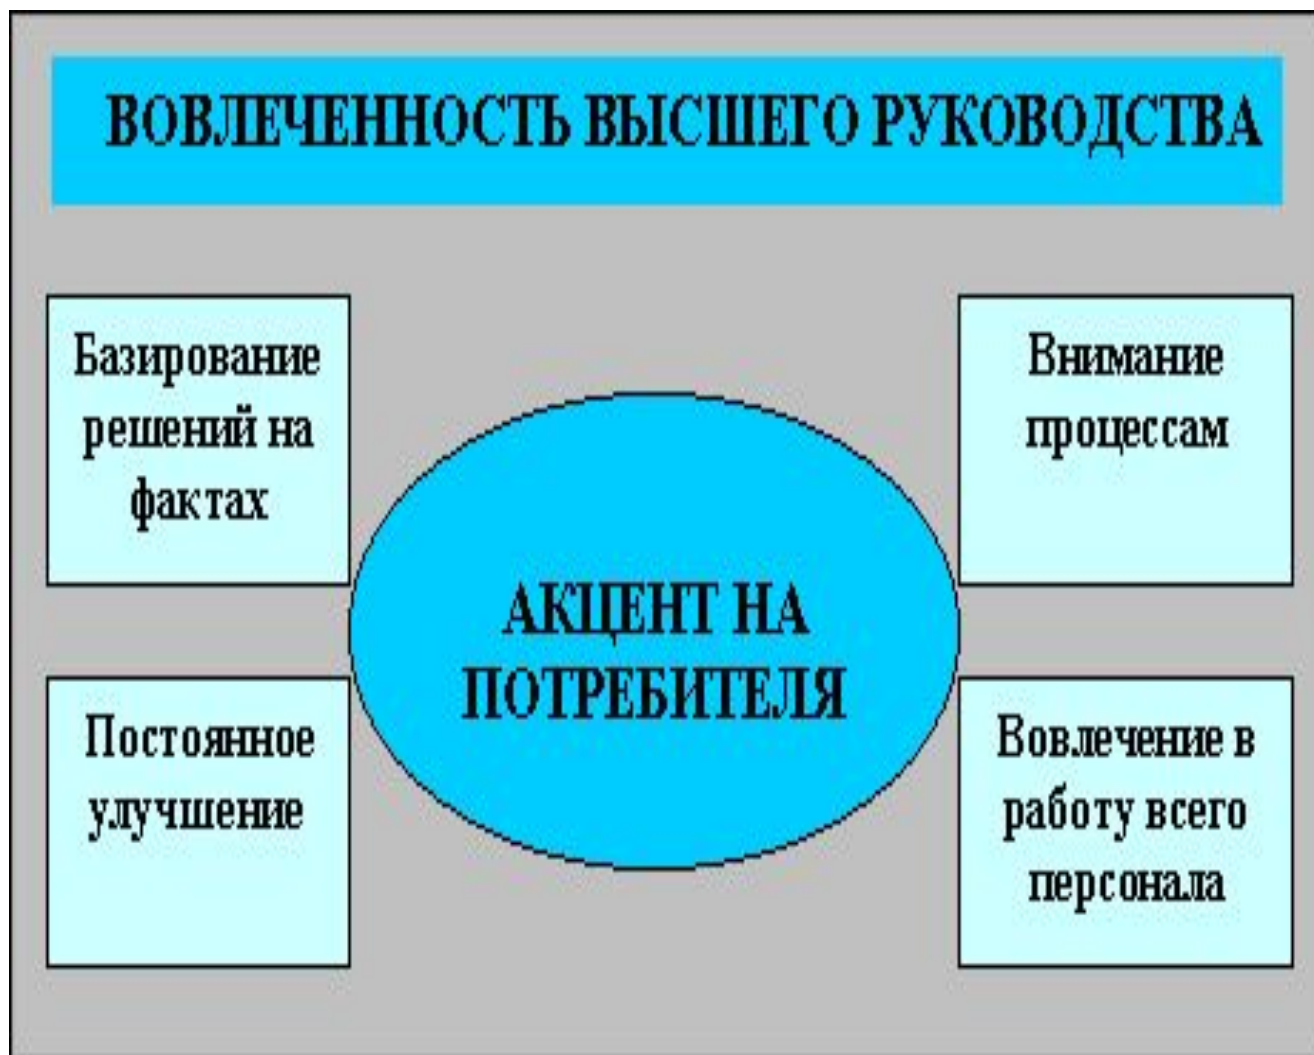 ВОВЛЕЧЕННОСТЬ ВЫСШЕГО РУКОВОДСТВА
Базирование
решений на
фактах
Внимание
процессам
АКЦЕНТ НА
ПОТРЕБИТЕЛЯ
Постоянное
улучшение
Вовлечение в
работу всего
персонала